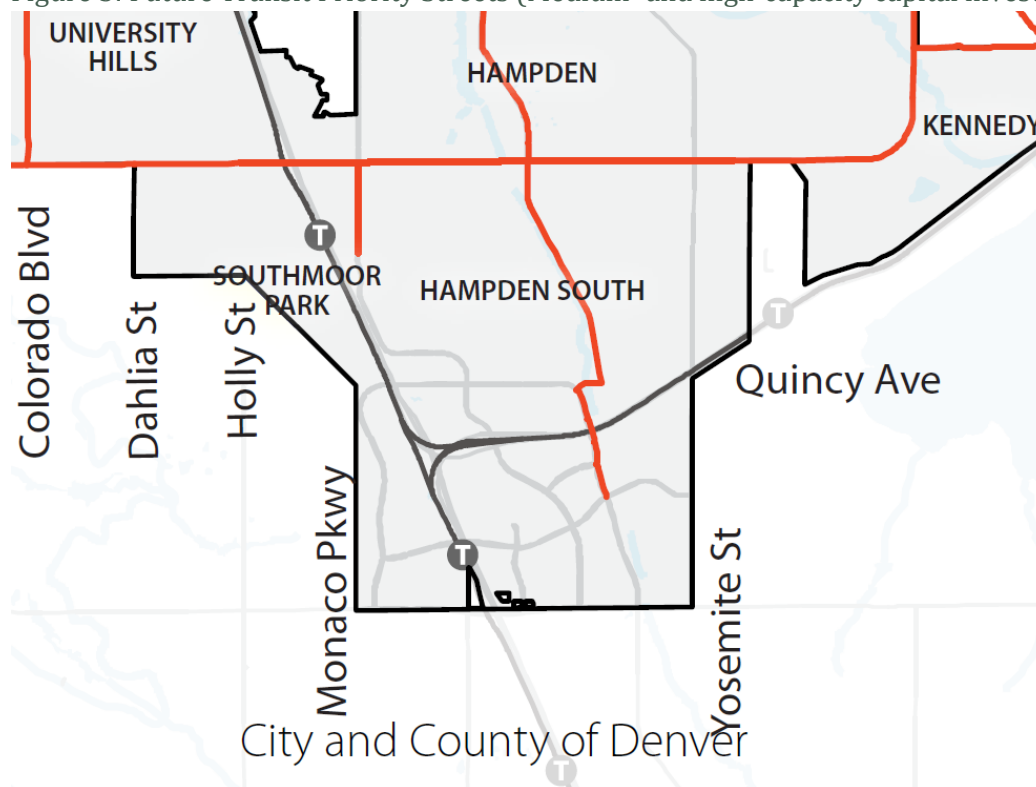 UNIVERSITY
HILLS
HAMPDEN
KENNEDY
Colorado Blvd
Dahlia St
Holly St
T
SOUTHMOOR
PARK
HAMPDEN SOUTH
L
T
Quincy Ave
Monaco Pkwy
T
Yosemite St
City and County of Denver
T